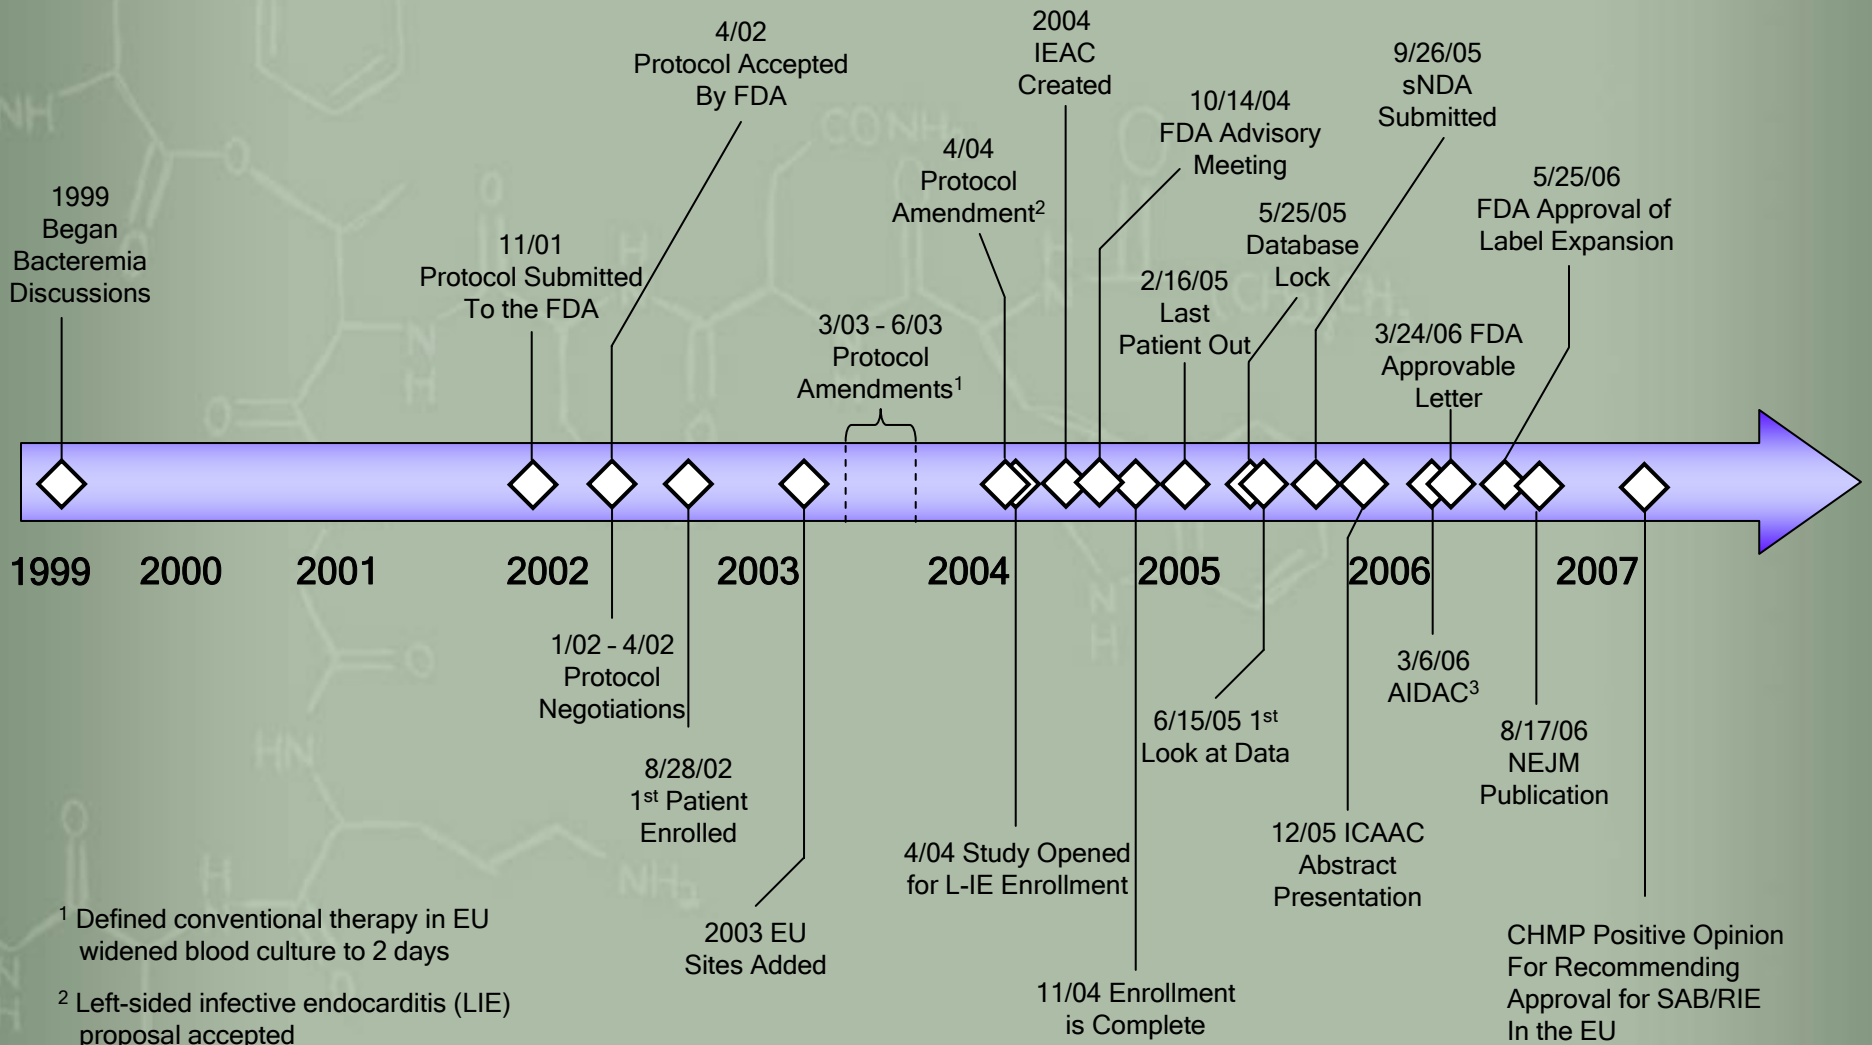 1999
Began
Bacteremia
Discussions
11/01
Protocol Submitted
To the FDA
4/02
Protocol Accepted
By FDA
3/03 - 6/03
Protocol
Amendments1
4/04
Protocol
Amendment2
2004
IEAC
Created
10/14/04
FDA Advisory
Meeting
2/16/05
Last
Patient Out
5/25/05
Database
Lock
9/26/05
sNDA
Submitted
3/24/06 FDA
Approvable
Letter
5/25/06
FDA Approval of
Label Expansion
1999 2000 2001 2002 2003 2004 2005 2006 2007
1/02 - 4/02
Protocol
Negotiations
8/28/02
1st Patient
Enrolled
2003 EU
Sites Added
4/04 Study Opened
for L-IE Enrollment
11/04 Enrollment
is Complete
6/15/05 1st
Look at Data
12/05 ICAAC
Abstract
Presentation
3/6/06
AIDAC3
8/17/06
NEJM
Publication
CHMP Positive Opinion
For Recommending
Approval for SAB/RIE
In the EU
1 Defined conventional therapy in EU
widened blood culture to 2 days
2 Left-sided infective endocarditis (LIE)
proposal accepted
NH
O
O
O
CONH
O
N
H
O
N
H
O
N
H
O
HN
O
O
H
NH2
N
H